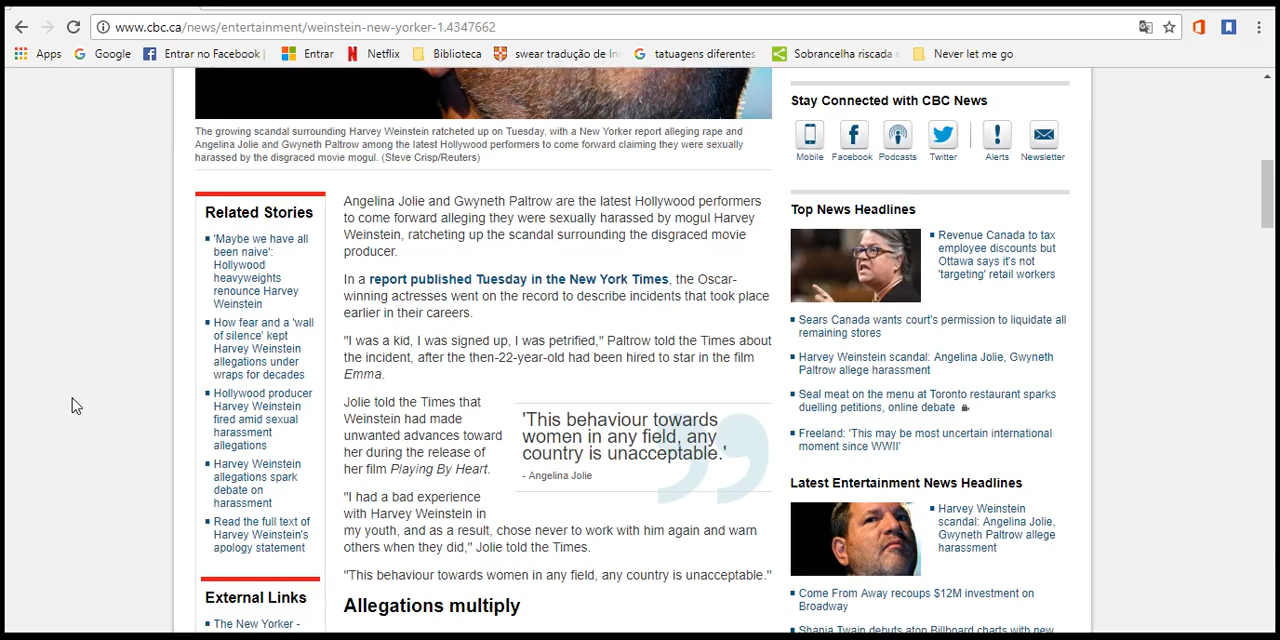 www.cbc.ca/news/entertainment/weinstein-new-yorker-1.4347662
Apps Google Entrar no Facebook | Entrar Netflix Biblioteca swear tradução de In tatuagens diferentes Sobrancelha riscada Never let me go
The growing scandal surrounding Harvey Weinstein ratcheted up on Tuesday, with a New Yorker report alleging rape and
Angelina Jolie and Gwyneth Paltrow among the latest Hollywood performers to come forward claiming they were sexually
harassed by the disgraced movie mogul. (Steve Crisp/Reuters)
Related Stories
'Maybe we have all
been naive':
Hollywood
heavyweights
renounce Harvey
Weinstein
How fear and a 'wall
of silence' kept
Harvey Weinstein
allegations under
wraps for decades
Hollywood producer
Harvey Weinstein
fired amid sexual
harassment
allegations
Harvey Weinstein
allegations spark
debate on
harassment
Read the full text of
Harvey Weinstein's
apology statement
External Links
The New Yorker -
Angelina Jolie and Gwyneth Paltrow are the latest Hollywood performers
to come forward alleging they were sexually harassed by mogul Harvey
Weinstein, ratcheting up the scandal surrounding the disgraced movie
producer.
In a report published Tuesday in the New York Times, the Oscar-
winning actresses went on the record to describe incidents that took place
earlier in their careers.
"I was a kid, I was signed up, I was petrified," Paltrow told the Times about
the incident, after the then-22-year-old had been hired to star in the film
Emma.
Jolie told the Times that
Weinstein had made
unwanted advances toward
her during the release of
her film Playing By Heart.
'This behaviour towards
women in any field, any
country is unacceptable.'
- Angelina Jolie
"I had a bad experience
with Harvey Weinstein in
my youth, and as a result, chose never to work with him again and warn
others when they did," Jolie told the Times.
"This behaviour towards women in any field, any country is unacceptable."
Allegations multiply
Stay Connected with CBC News
Mobile Facebook Podcasts Twitter Alerts Newsletter
Top News Headlines
Revenue Canada to tax
employee discounts but
Ottawa says it's not
'targeting' retail workers
Sears Canada wants court's permission to liquidate all
remaining stores
Harvey Weinstein scandal: Angelina Jolie, Gwyneth
Paltrow allege harassment
Seal meat on the menu at Toronto restaurant sparks
duelling petitions, online debate
Freeland: 'This may be most uncertain international
moment since WWII'
Latest Entertainment News Headlines
Harvey Weinstein
scandal: Angelina Jolie,
Gwyneth Paltrow allege
harassment
Come From Away recoups $12M investment on
Broadway
Shania Twain debuts atop Billboard charts with new